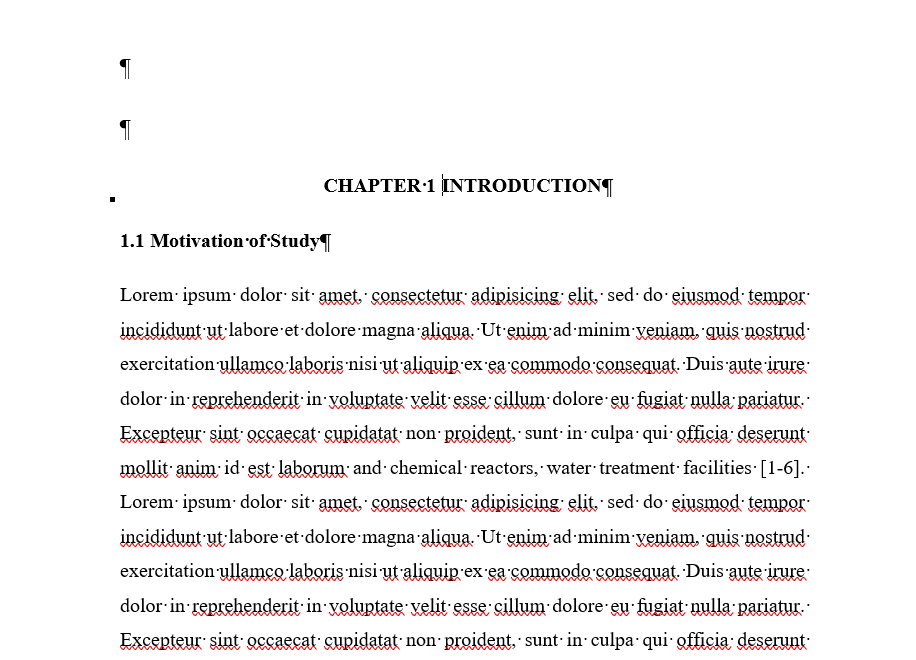 ¶
¶
CHAPTER·1 INTRODUCTION¶
1.1 Motivation·of·Study¶
Lorem· ipsum· dolor· sit· amet,· consectetur· adipisicing· elit,· sed· do· eiusmod· tempor·
incididunt·ut·labore·et·dolore·magna·aliqua.·Ut·enim·ad·minim·veniam,·quis·nostrud·
exercitation·ullamco·laboris·nisi·ut·aliquip·ex·ea·commodo·consequat.·Duis·aute·irure·
dolor·in·reprehenderit·in·voluptate·velit·esse·cillum·dolore·eu·fugiat·nulla·pariatur.·
Excepteur· sint· occaecat· cupidatat· non· proident,· sunt· in· culpa· qui· officia· deserunt·
mollit· anim· id· est· laborum· and· chemical· reactors,· water· treatment· facilities· [1-6].·
Lorem· ipsum· dolor· sit· amet,· consectetur· adipisicing· elit,· sed· do· eiusmod· tempor·
incididunt·ut·labore·et·dolore·magna·aliqua.·Ut·enim·ad·minim·veniam,·quis·nostrud·
exercitation·ullamco·laboris·nisi·ut·aliquip·ex·ea·commodo·consequat.·Duis·aute·irure·
dolor·in·reprehenderit·in·voluptate·velit·esse·cillum·dolore·eu·fugiat·nulla·pariatur.·
Excepteur· sint· occaecat· cupidatat· non· proident,· sunt· in· culpa· qui· officia· deserunt·